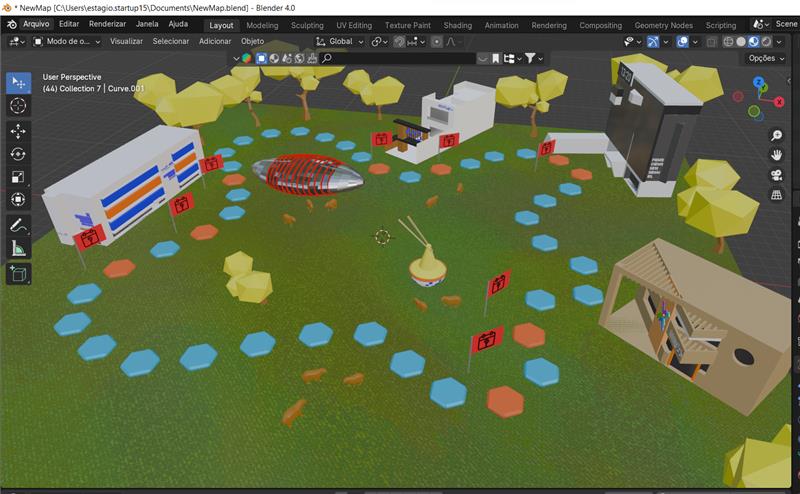 * NewMap [C:\Users\estagio.startup15\Documents\NewMap.blend] - Blender 4.0
Arquivo Editar Renderizar Janela Ajuda Layout Modeling Sculpting UV Editing Texture Paint Shading Animation Rendering Compositing Geometry Nodes Scripting Scene
Modo de o... Visualizar Selecionar Adicionar Objeto Global
Opções
User Perspective
(44) Collection 7 | Curve.001
Z
Y
X